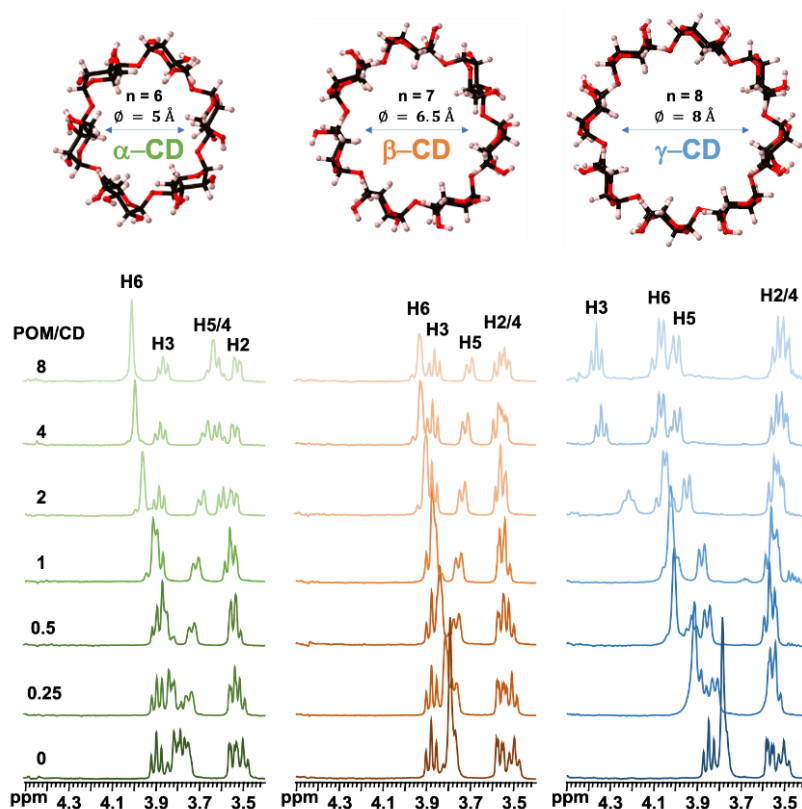 n = 6
Ø = 5 Å
α–CD
n = 7
Ø = 6.5 Å
β–CD
n = 8
Ø = 8 Å
γ–CD
POM/CD
H6
H3
H5/4
H2
H6
H3
H5
H2/4
H3
H6
H5
H2/4
8
4
2
1
0.5
0.25
0
ppm 4.3 4.1 3.9 3.7 3.5
ppm 4.3 4.1 3.9 3.7 3.5
ppm 4.3 4.1 3.9 3.7 3.5